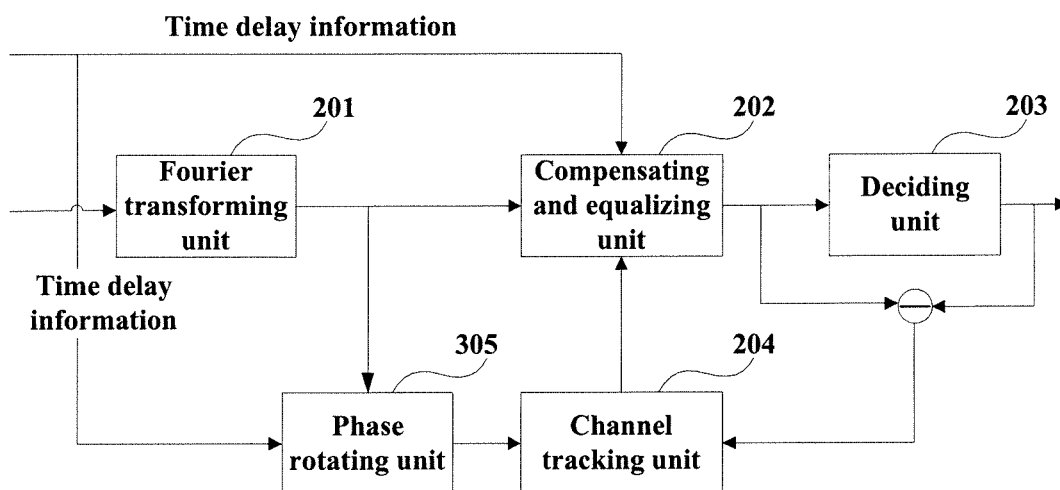 Time delay information
201
202
203
Fourier
transforming
unit
Compensating
and equalizing
unit
Deciding
unit
Time delay
information
305
204
Phase
rotating unit
Channel
tracking unit